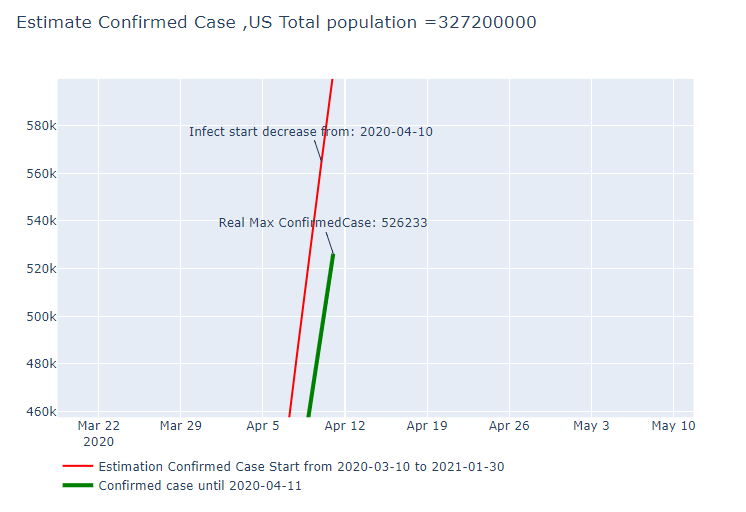 Estimate Confirmed Case ,US Total population =327200000
580k
560k
540k
520k
500k
480k
460k
Infect start decrease from: 2020-04-10
Real Max ConfirmedCase: 526233
Mar 22 Mar 29 Apr 5 Apr 12 Apr 19 Apr 26 May 3 May 10
2020
Estimation Confirmed Case Start from 2020-03-10 to 2021-01-30
Confirmed case until 2020-04-11